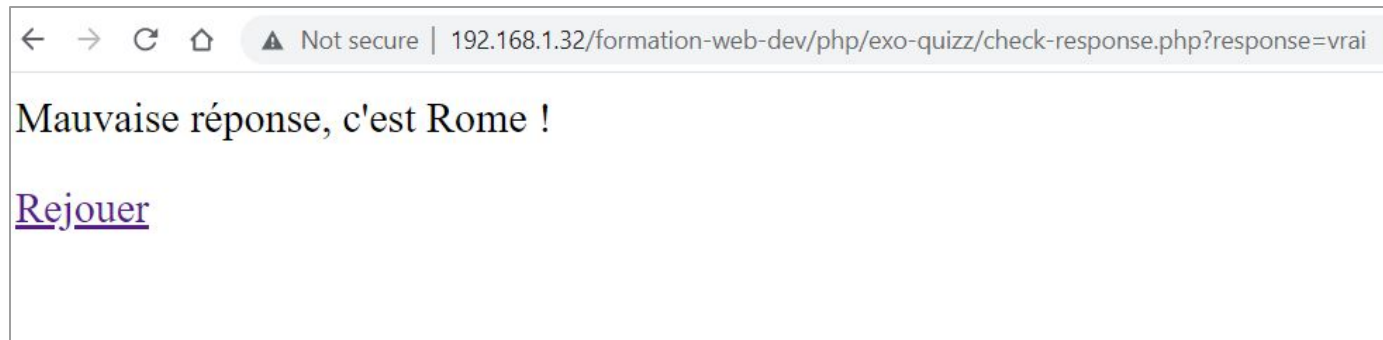 Not secure | 192.168.1.32/formation-web-dev/php/exo-quizz/check-response.php?response=vrai
Mauvaise réponse, c'est Rome !
Rejouer